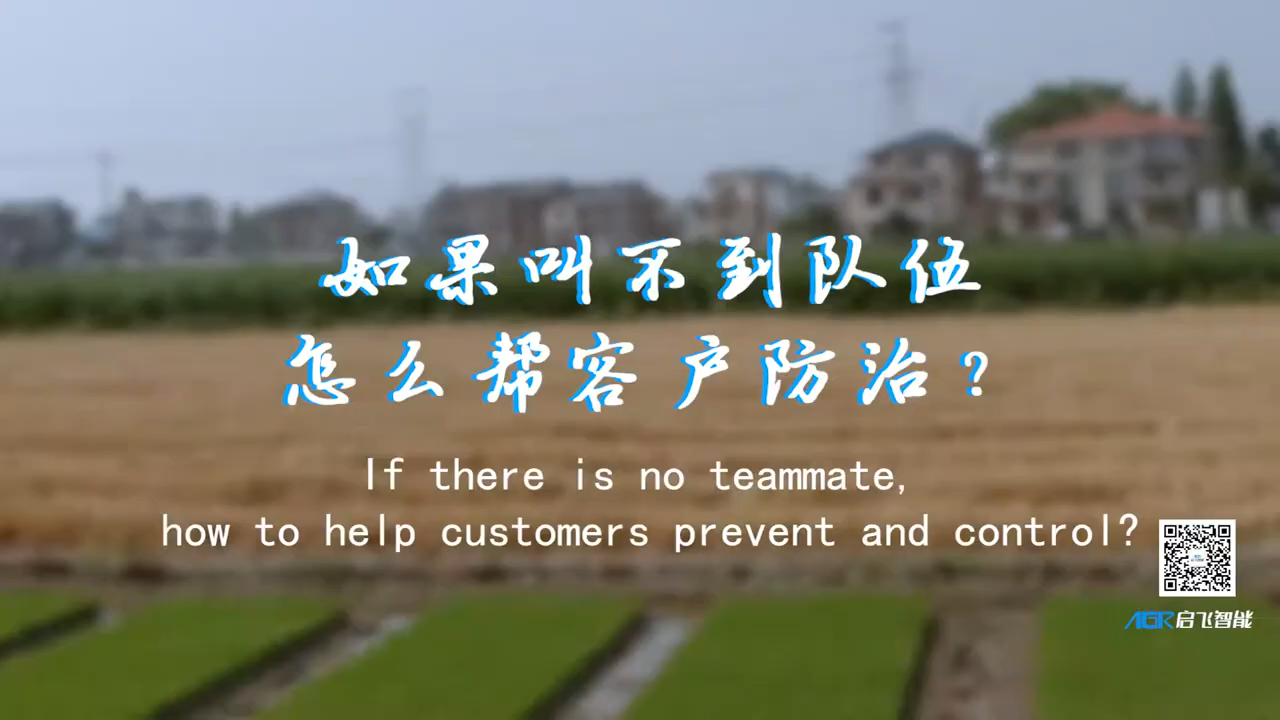 如果叫不到队伍
怎么帮客户防治？
If there is no teammate,
how to help customers prevent and control?
AGR启飞智能